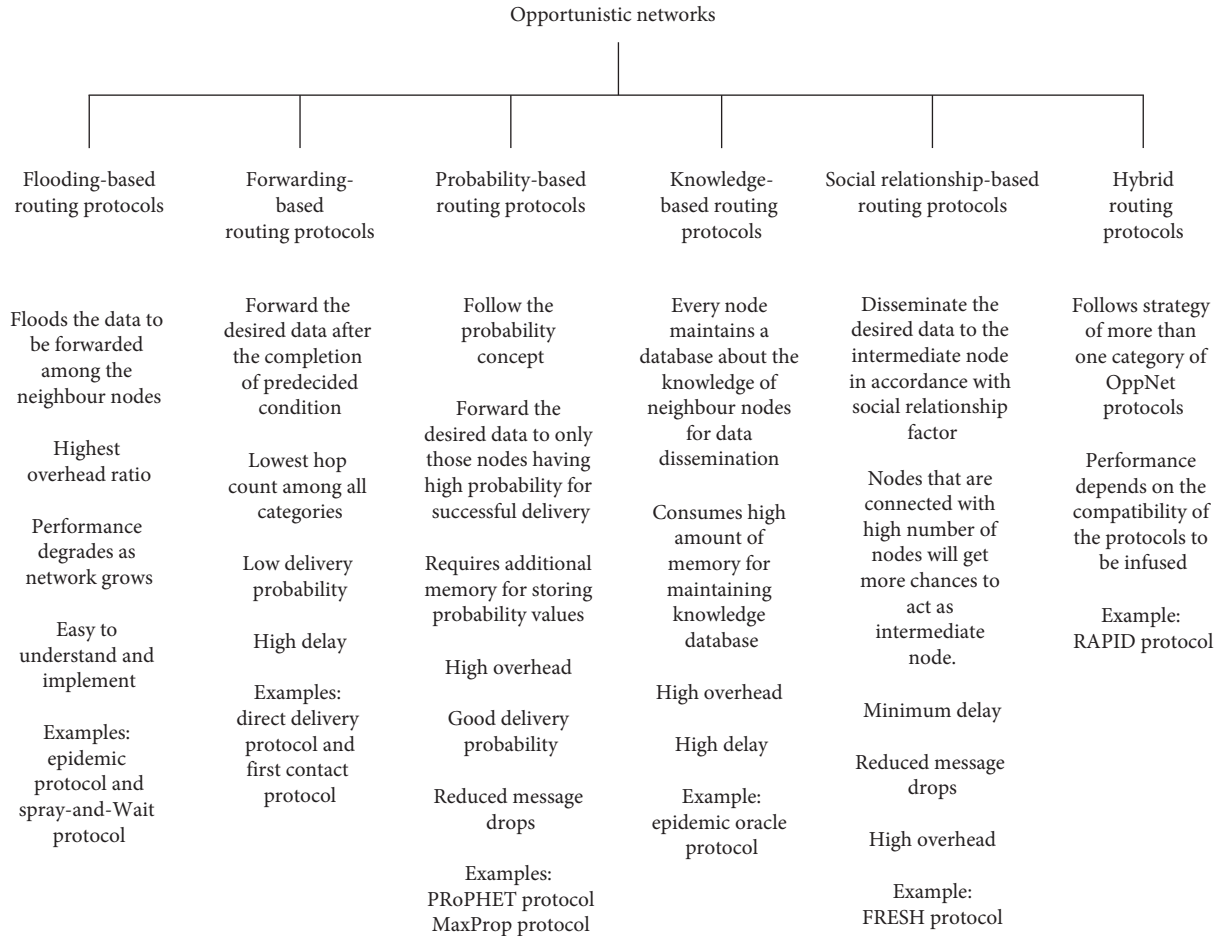 Opportunistic networks
Flooding-based
routing protocols
Floods the data to
be forwarded
among the
neighbour nodes
Highest
overhead ratio
Performance
degrades as
network grows
Easy to
understand and
implement
Examples:
epidemic
protocol and
spray-and-Wait
protocol
Forwarding-
based
routing protocols
Forward the
desired data after
the completion
of predecided
condition
Lowest hop
count among all
categories
Low delivery
probability
High delay
Examples:
direct delivery
protocol and
first contact
protocol
Probability-based
routing protocols
Follow the
probability
concept
Forward the
desired data to only
those nodes having
high probability for
successful delivery
Requires additional
memory for storing
probability values
High overhead
Good delivery
probability
Reduced message
drops
Examples:
PRoPHET protocol
MaxProp protocol
Knowledge-
based routing
protocols
Every node
maintains a
database about the
knowledge of
neighbour nodes
for data
dissemination
Consumes high
amount of
memory for
maintaining
knowledge
database
High overhead
High delay
Example:
epidemic oracle
protocol
Social relationship-based
routing protocols
Disseminate the
desired data to the
intermediate node
in accordance with
social relationship
factor
Nodes that are
connected with
high number of
nodes will get
more chances to
act as
intermediate
node.
Minimum delay
Reduced message
drops
High overhead
Example:
FRESH protocol
Hybrid
routing
protocols
Follows strategy
of more than
one category of
OppNet
protocols
Performance
depends on the
compatibility of
the protocols to
be infused
Example:
RAPID protocol